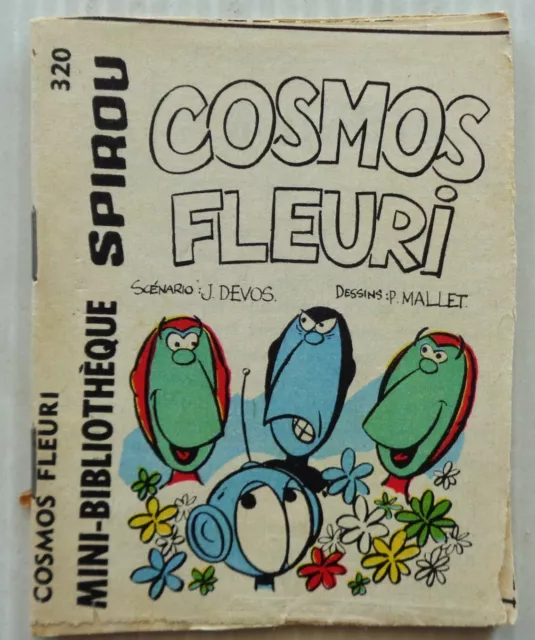 320
COSMOS FLEURI
MINI-BIBLIOTHÈQUE SPIROU
COSMOS
FLEURi
SCÉNARIO : J. DEVOS.
DESSINS : P. MALLET.